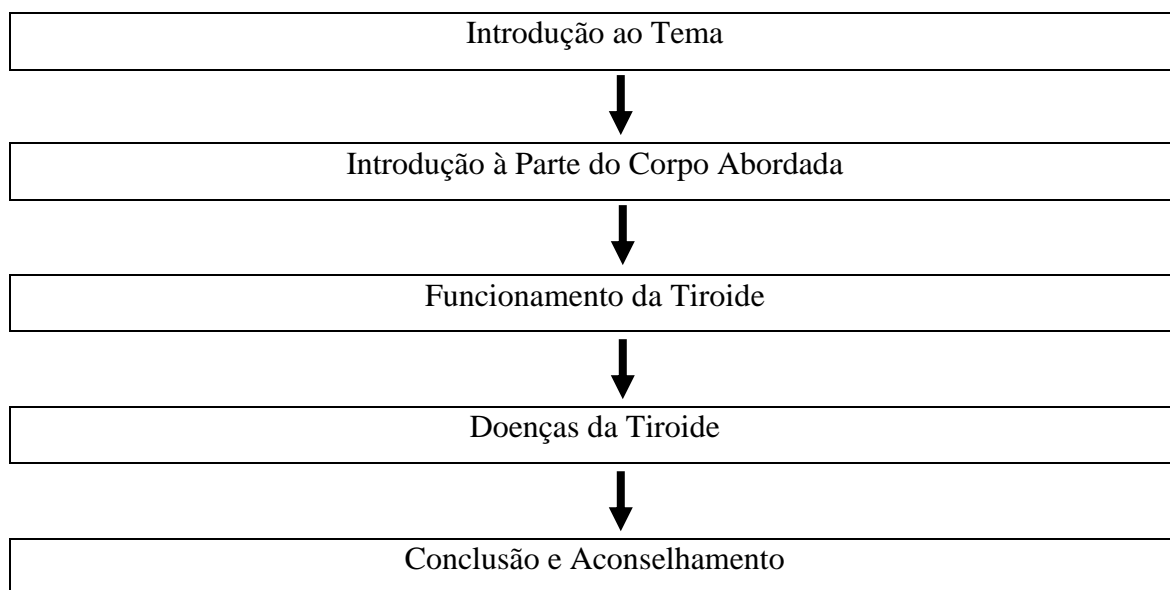 Introdução ao Tema
Introdução à Parte do Corpo Abordada
Funcionamento da Tiroide
Doenças da Tiroide
Conclusão e Aconselhamento